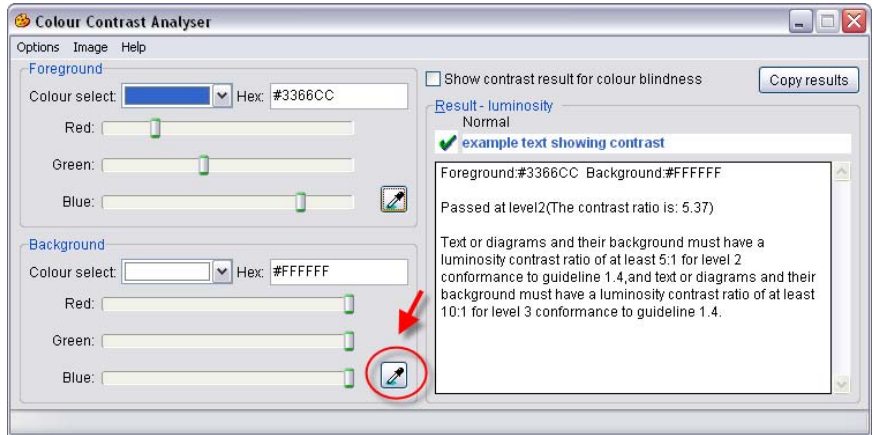 Colour Contrast Analyser
Options Image Help
Foreground
Colour select: Hex: #3366CC
Red:
Green:
Blue:
Background
Colour select: Hex: #FFFFFF
Red:
Green:
Blue:
Show contrast result for colour blindness
Copy results
Result - luminosity
Normal
example text showing contrast
Foreground:#3366CC Background:#FFFFFF
Passed at level2(The contrast ratio is: 5.37)
Text or diagrams and their background must have a
luminosity contrast ratio of at least 5:1 for level 2
conformance to guideline 1.4,and text or diagrams and their
background must have a luminosity contrast ratio of at least
10:1 for level 3 conformance to guideline 1.4.